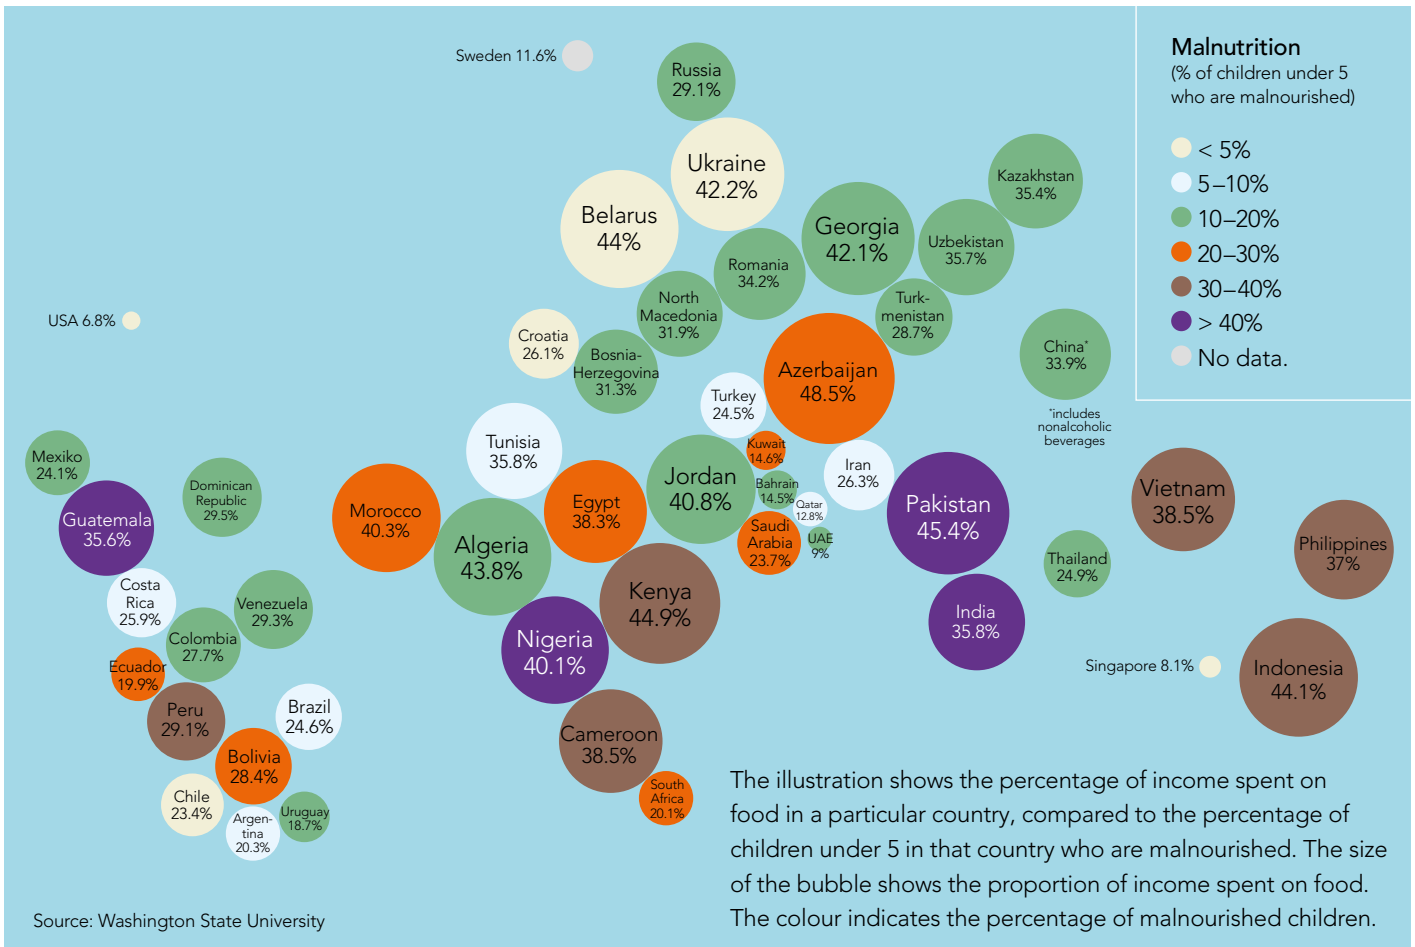 Sweden 11.6%
Russia
29.1%
Ukraine
42.2%
Belarus
44%
Kazakhstan
35.4%
Georgia
42.1%
Uzbekistan
35.7%
Romania
34.2%
North
Macedonia
31.9%
Turk-
menistan
28.7%
USA 6.8%
Croatia
26.1%
Bosnia-
Herzegovina
31.3%
Azerbaijan
48.5%
China*
33.9%
*includes
nonalcoholic
beverages
Malnutrition
(% of children under 5
who are malnourished)
< 5%
5–10%
10–20%
20–30%
30–40%
> 40%
No data.
Turkey
24.5%
Tunisia
35.8%
Kuwait
14.6%
Iran
26.3%
Mexiko
24.1%
Dominican
Republic
29.5%
Guatemala
35.6%
Morocco
40.3%
Egypt
38.3%
Jordan
40.8%
Bahrain
14.5%
Qatar
12.8%
Pakistan
45.4%
Vietnam
38.5%
Algeria
43.8%
Saudi
Arabia
23.7%
UAE
9%
Thailand
24.9%
Philippines
37%
Costa
Rica
25.9%
Venezuela
29.3%
Colombia
27.7%
Kenya
44.9%
Nigeria
40.1%
India
35.8%
Ecuador
19.9%
Singapore 8.1%
Indonesia
44.1%
Peru
29.1%
Brazil
24.6%
Bolivia
28.4%
Cameroon
38.5%
Chile
23.4%
Argen-
tina
20.3%
Uruguay
18.7%
South
Africa
20.1%
The illustration shows the percentage of income spent on
food in a particular country, compared to the percentage of
children under 5 in that country who are malnourished. The size
of the bubble shows the proportion of income spent on food.
The colour indicates the percentage of malnourished children.
Source: Washington State University